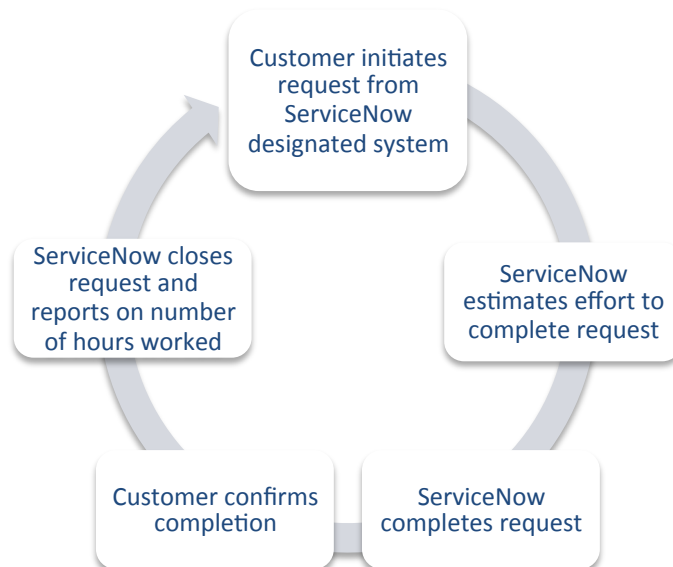 Customer initiates
request from
ServiceNow
designated system
ServiceNow
estimates effort to
complete request
ServiceNow
completes request
Customer confirms
completion
ServiceNow closes
request and
reports on number
of hours worked